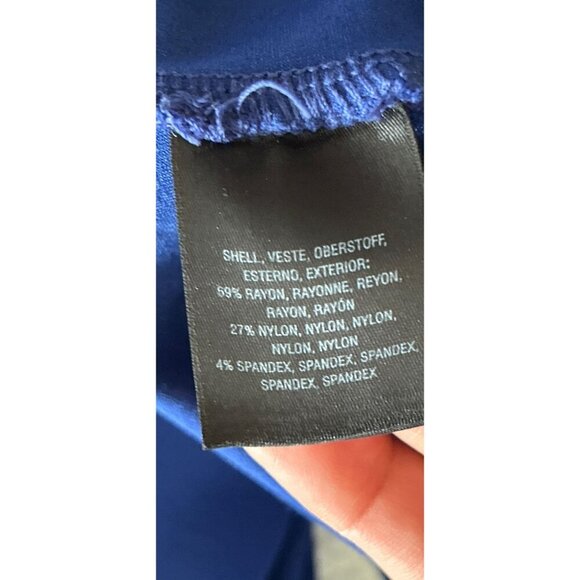 SHELL, VESTE, OBERSTOFF,
ESTERNO, EXTERIOR:
69% RAYON, RAYONNE, REYON,
RAYON, RAYÓN
27% NYLON, NYLON, NYLON,
NYLON, NYLON
4% SPANDEX, SPANDEX, SPANDEX,
SPANDEX, SPANDEX